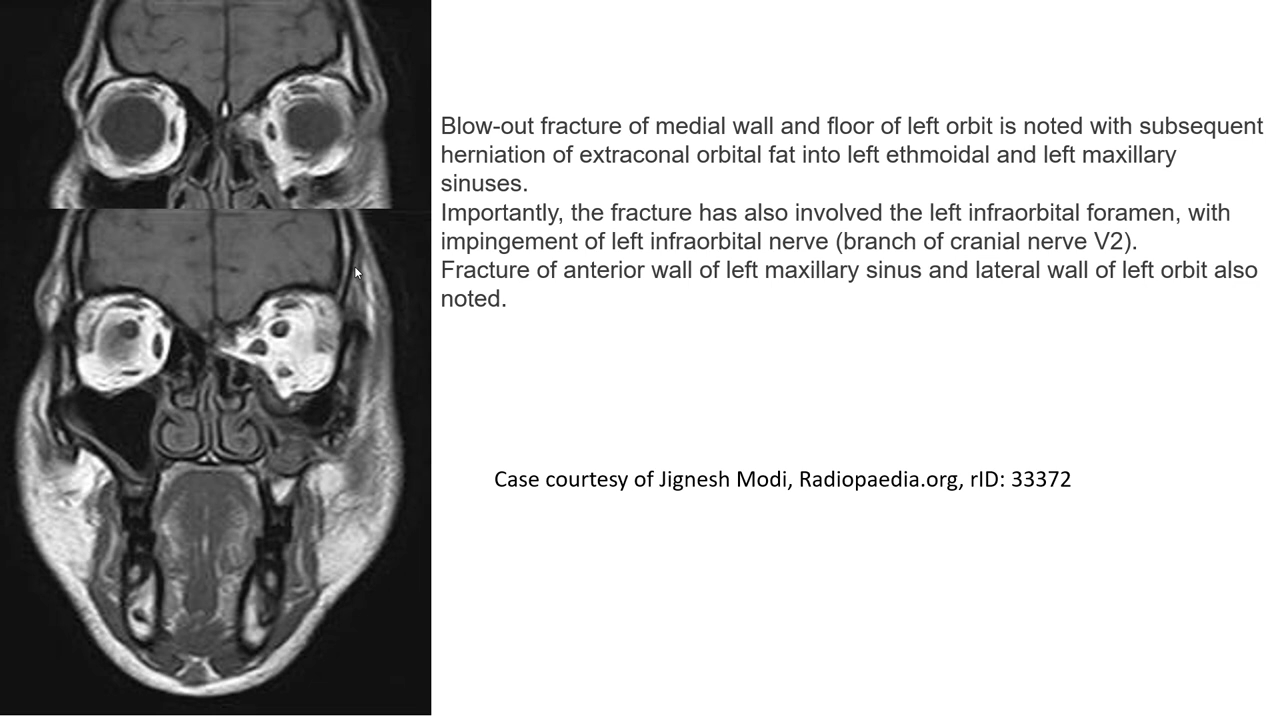 Blow-out fracture of medial wall and floor of left orbit is noted with subsequent
herniation of extraconal orbital fat into left ethmoidal and left maxillary
sinuses.
Importantly, the fracture has also involved the left infraorbital foramen, with
impingement of left infraorbital nerve (branch of cranial nerve V2).
Fracture of anterior wall of left maxillary sinus and lateral wall of left orbit also
noted.
Case courtesy of Jignesh Modi, Radiopaedia.org, rID: 33372